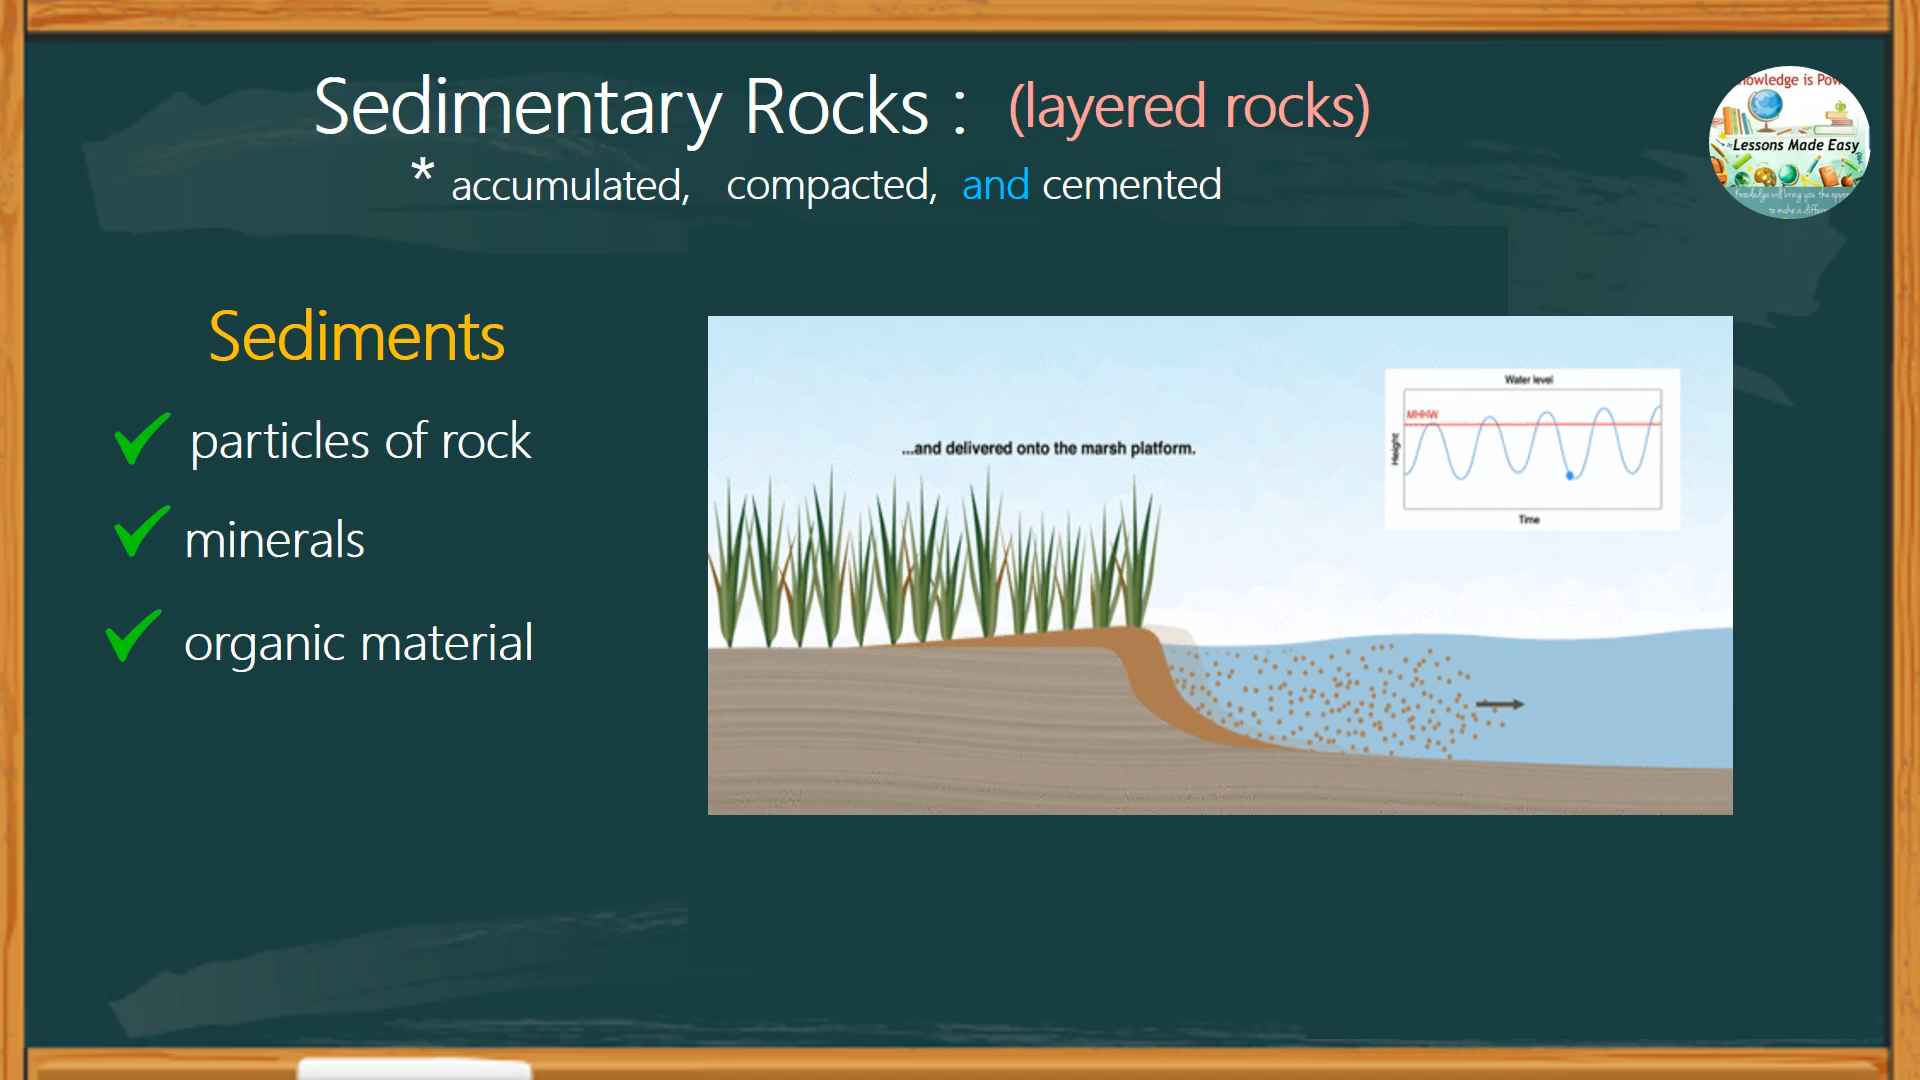 Sedimentary Rocks : (layered rocks)
* accumulated, compacted, and cemented
Lessons Made Easy
Sediments
particles of rock
minerals
organic material
...and delivered onto the marsh platform.
Water level
MHHW
Height
Time